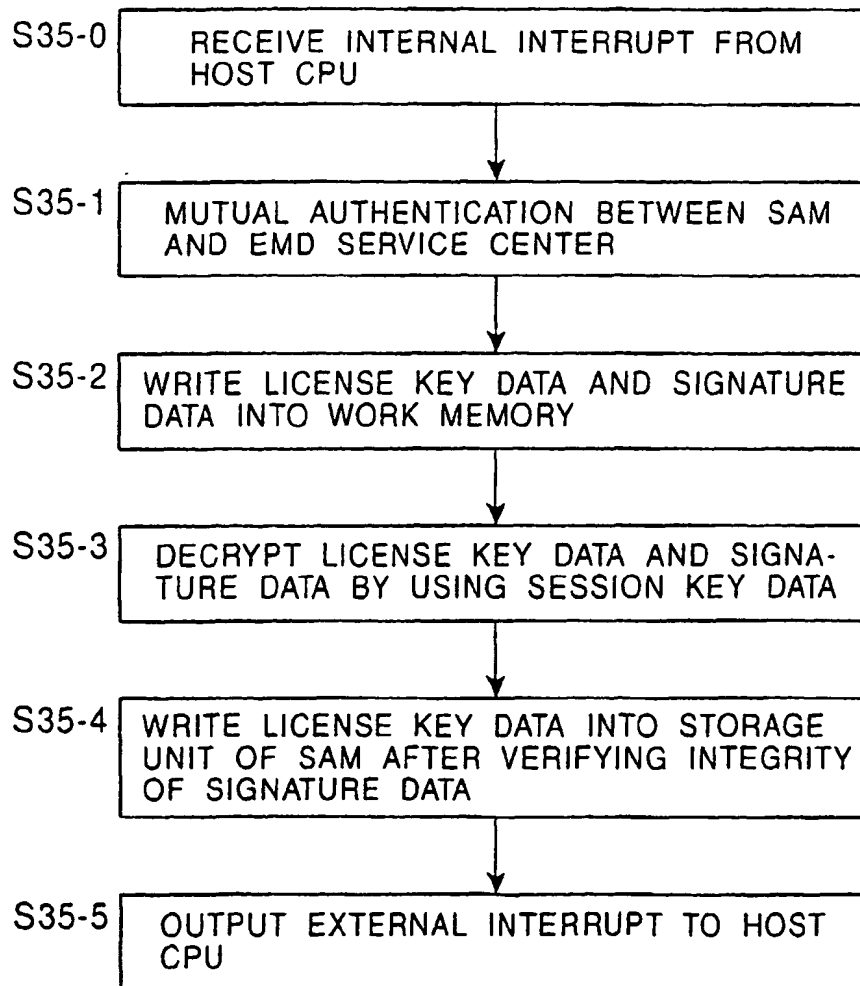 S35-0
RECEIVE INTERNAL INTERRUPT FROM
HOST CPU
S35-1
MUTUAL AUTHENTICATION BETWEEN SAM
AND EMD SERVICE CENTER
S35-2
WRITE LICENSE KEY DATA AND SIGNATURE
DATA INTO WORK MEMORY
S35-3
DECRYPT LICENSE KEY DATA AND SIGNA-
TURE DATA BY USING SESSION KEY DATA
S35-4
WRITE LICENSE KEY DATA INTO STORAGE
UNIT OF SAM AFTER VERIFYING INTEGRITY
OF SIGNATURE DATA
S35-5
OUTPUT EXTERNAL INTERRUPT TO HOST
CPU